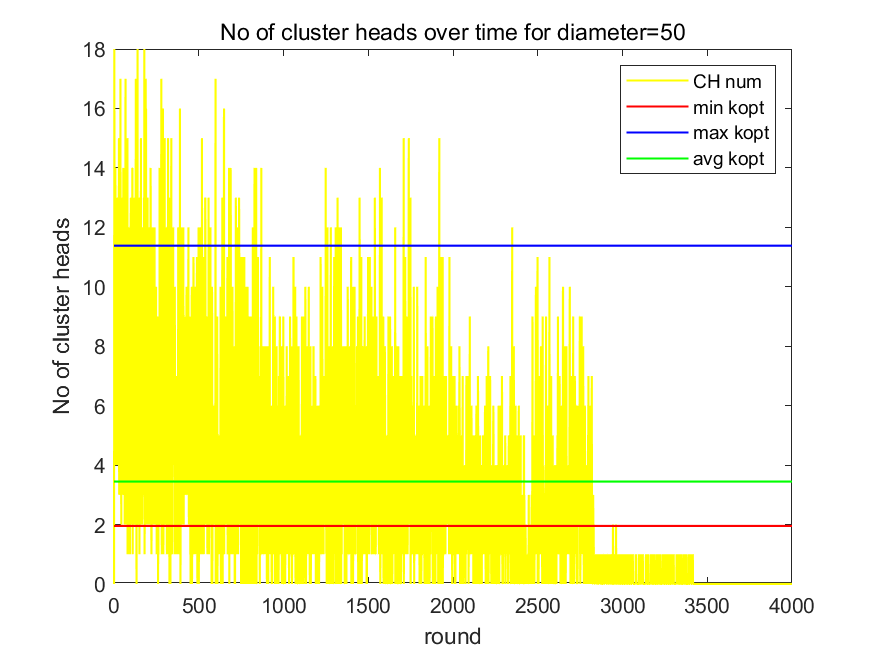 No of cluster heads over time for diameter=50
18
16
14
12
10
8
6
4
2
0
No of cluster heads
CH num
min kopt
max kopt
avg kopt
0 500 1000 1500 2000 2500 3000 3500 4000
round